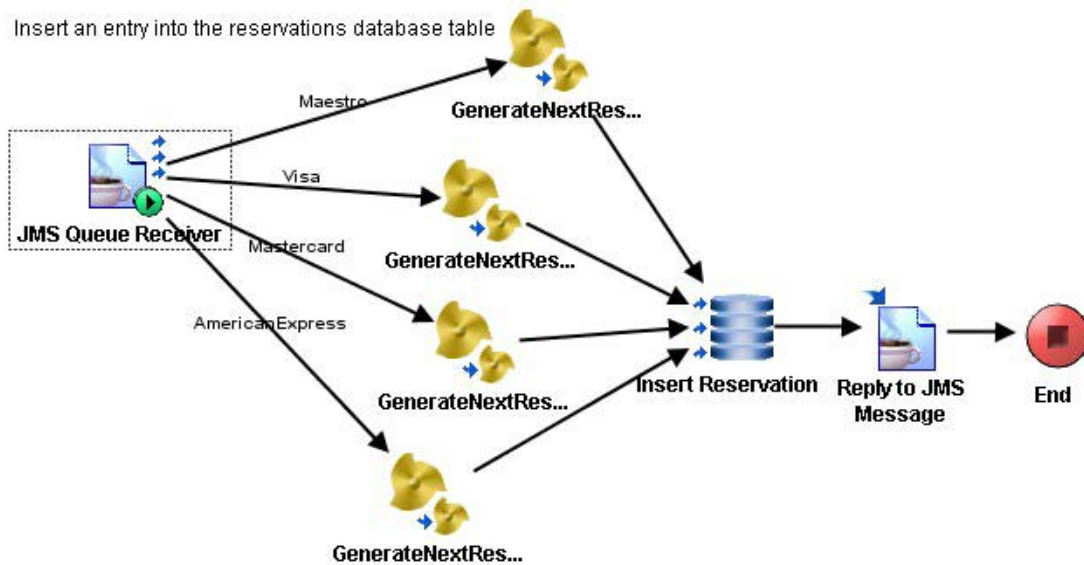 Insert an entry into the reservations database table
Maestro
GenerateNextRes...
JMS Queue Receiver
Visa
GenerateNextRes...
Mastercard
AmericanExpress
GenerateNextRes...
Insert Reservation
Reply to JMS
Message
End
GenerateNextRes...